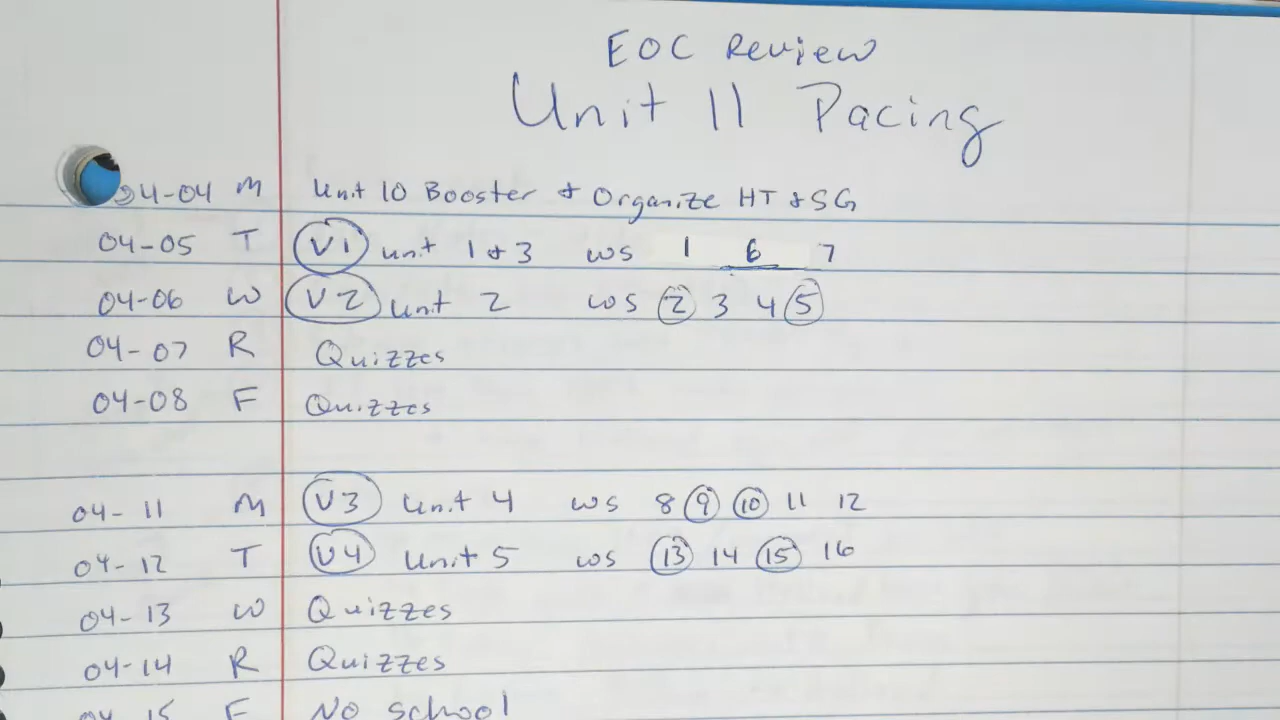 EOC Review
Unit 11 Pacing
04-04 M Unit 10 Booster + Organize HT + SG
04-05 T V1 Unit 1 + 3 WS 1 6 7
04-06 W V2 Unit 2 WS 2 3 4 5
04-07 R Quizzes
04-08 F Quizzes
04-11 M V3 Unit 4 WS 8 9 10 11 12
04-12 T V4 Unit 5 WS 13 14 15 16
04-13 W Quizzes
04-14 R Quizzes
04-15 F No school